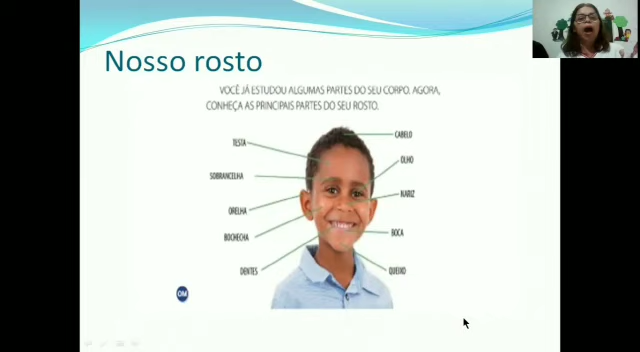 Nosso rosto
VOCÊ JÁ ESTUDOU ALGUMAS PARTES DO SEU CORPO. AGORA,
CONHEÇA AS PRINCIPAIS PARTES DO SEU ROSTO.
CABELO
TESTA
OLHO
SOBRANCELHA
NARIZ
ORELHA
BOCA
BOCHECHA
DENTES
QUEIXO
OM